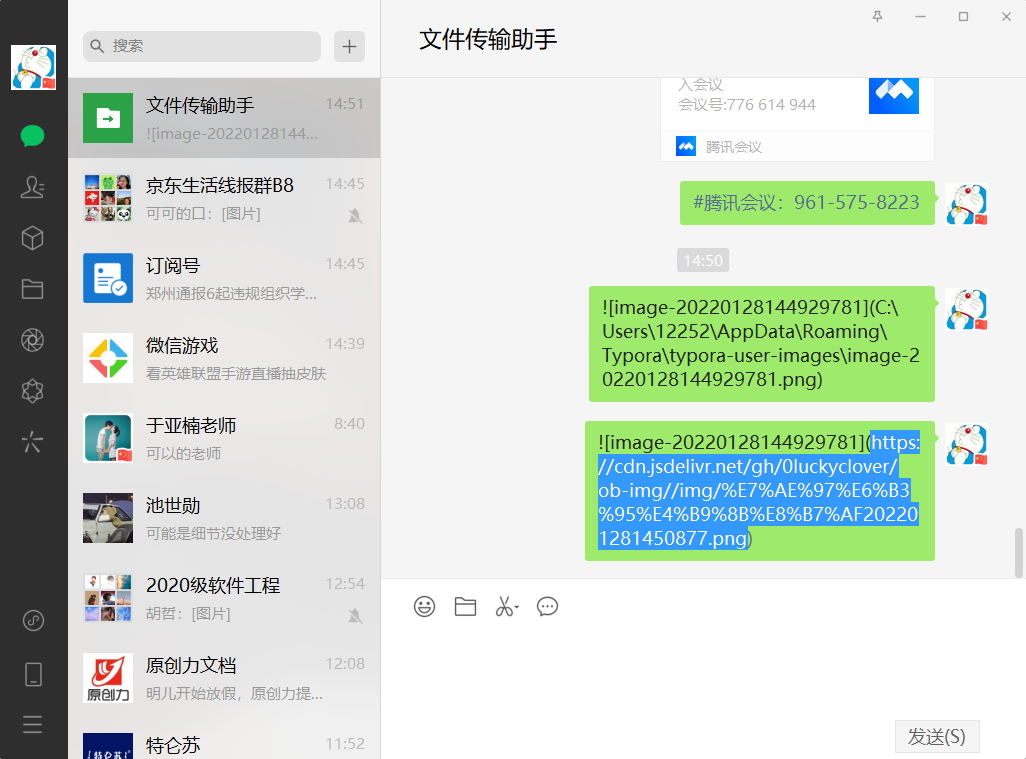 搜索
文件传输助手 14:51
![image-20220128144...
京东生活线报群B8 14:45
可可的口：[图片]
订阅号 14:45
郑州通报6起违规组织学...
微信游戏 14:39
看英雄联盟手游直播抽皮肤
于亚楠老师 8:40
可以的老师
池世勋 13:08
可能是细节没处理好
2020级软件工程 12:54
胡哲：[图片]
原创力
原创力文档 12:08
明儿开始放假，原创力提...
特仑苏
特仑苏 11:52
文件传输助手
入会议
会议号:776 614 944
腾讯会议
#腾讯会议：961-575-8223
14:50
![image-20220128144929781](C:\
Users\12252\AppData\Roaming\
Typora\typora-user-images\image-2
0220128144929781.png)
![image-20220128144929781](https:
//cdn.jsdelivr.net/gh/0luckyclover/
ob-img//img/%E7%AE%97%E6%B3
%95%E4%B9%8B%E8%B7%AF20220
1281450877.png)
发送(S)